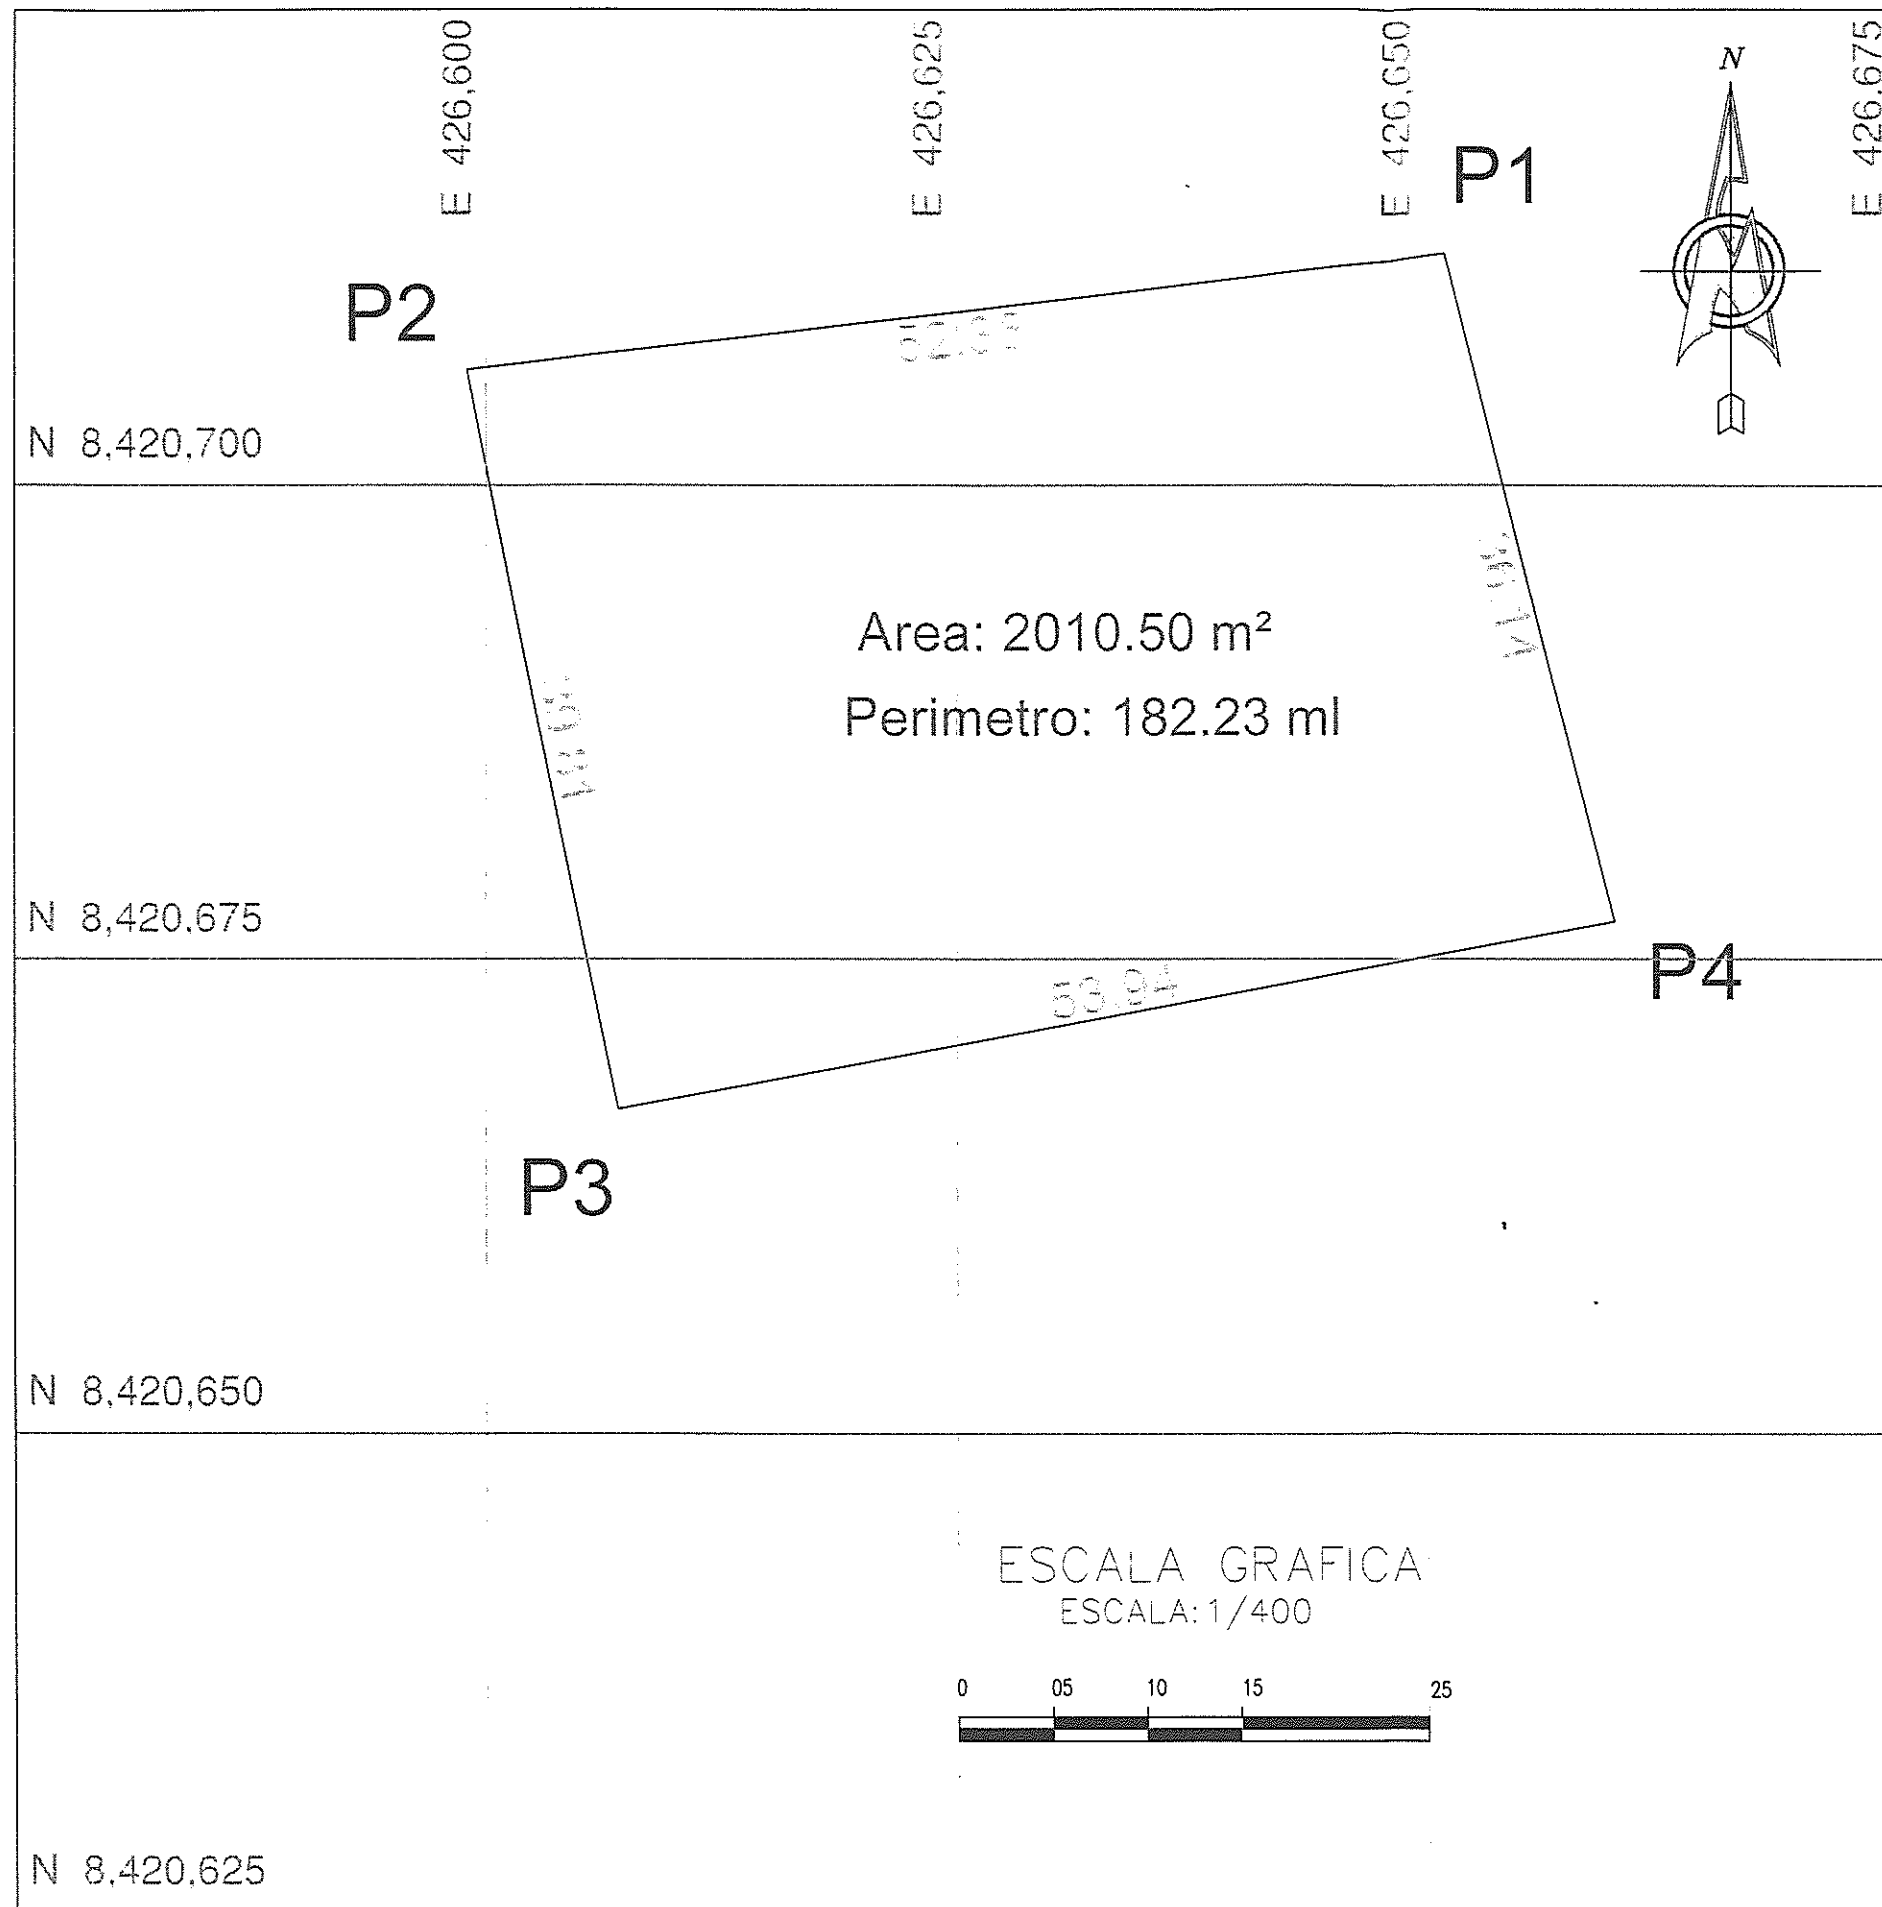 E 426,600
E 426,625
E 426,650
E 426,675
N
P1
P2
N 8,420,700
Area: 2010.50 m²
Perimetro: 182.23 ml
N 8,420,675
53.94
P4
P3
N 8,420,650
ESCALA GRAFICA
ESCALA: 1/400
0 05 10 15 25
N 8,420,625